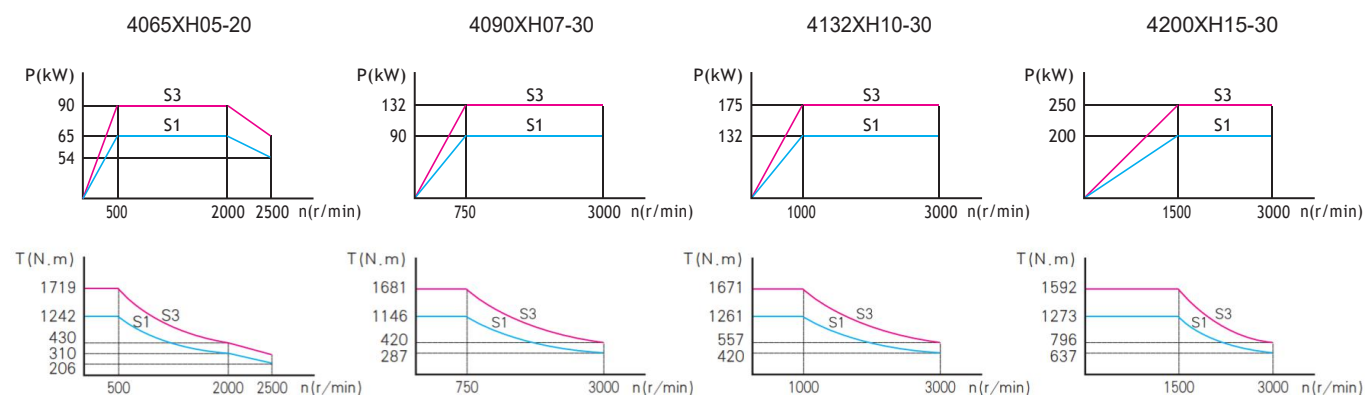 4065XH05-20
4090XH07-30
4132XH10-30
4200XH15-30
P(kW)
90
65
54
S3
S1
500 2000 2500 n(r/min)
P(kW)
132
90
S3
S1
750 3000 n(r/min)
P(kW)
175
132
S3
S1
1000 3000 n(r/min)
P(kW)
250
200
S3
S1
1500 3000 n(r/min)
T(N.m)
1719
1242
430
310
206
S1 S3
500 2000 2500 n(r/min)
T(N.m)
1681
1146
420
287
S1 S3
750 3000 n(r/min)
T(N.m)
1671
1261
557
420
S1 S3
1000 3000 n(r/min)
T(N.m)
1592
1273
796
637
S1 S3
1500 3000 n(r/min)